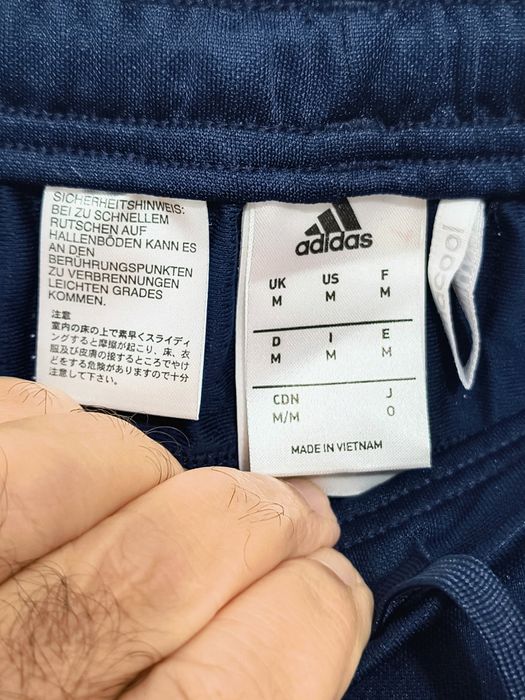 SICHERHEITSHINWEIS:
BEI ZU SCHNELLEM
RUTSCHEN AUF
HALLENBÖDEN KANN ES
AN DEN
BERÜHRUNGSPUNKTEN
ZU VERBRENNUNGEN
LEICHTEN GRADES
KOMMEN.
注意
室内の床の上で素早くスライディ
ングすると摩擦が起こり、床、衣
服及び皮膚の接するところでやけ
どをする危険がありますので十分
注意して下さい。
adidas
UK US F
M M M
D I E
M M M
CDN J
M/M O
MADE IN VIETNAM
cool